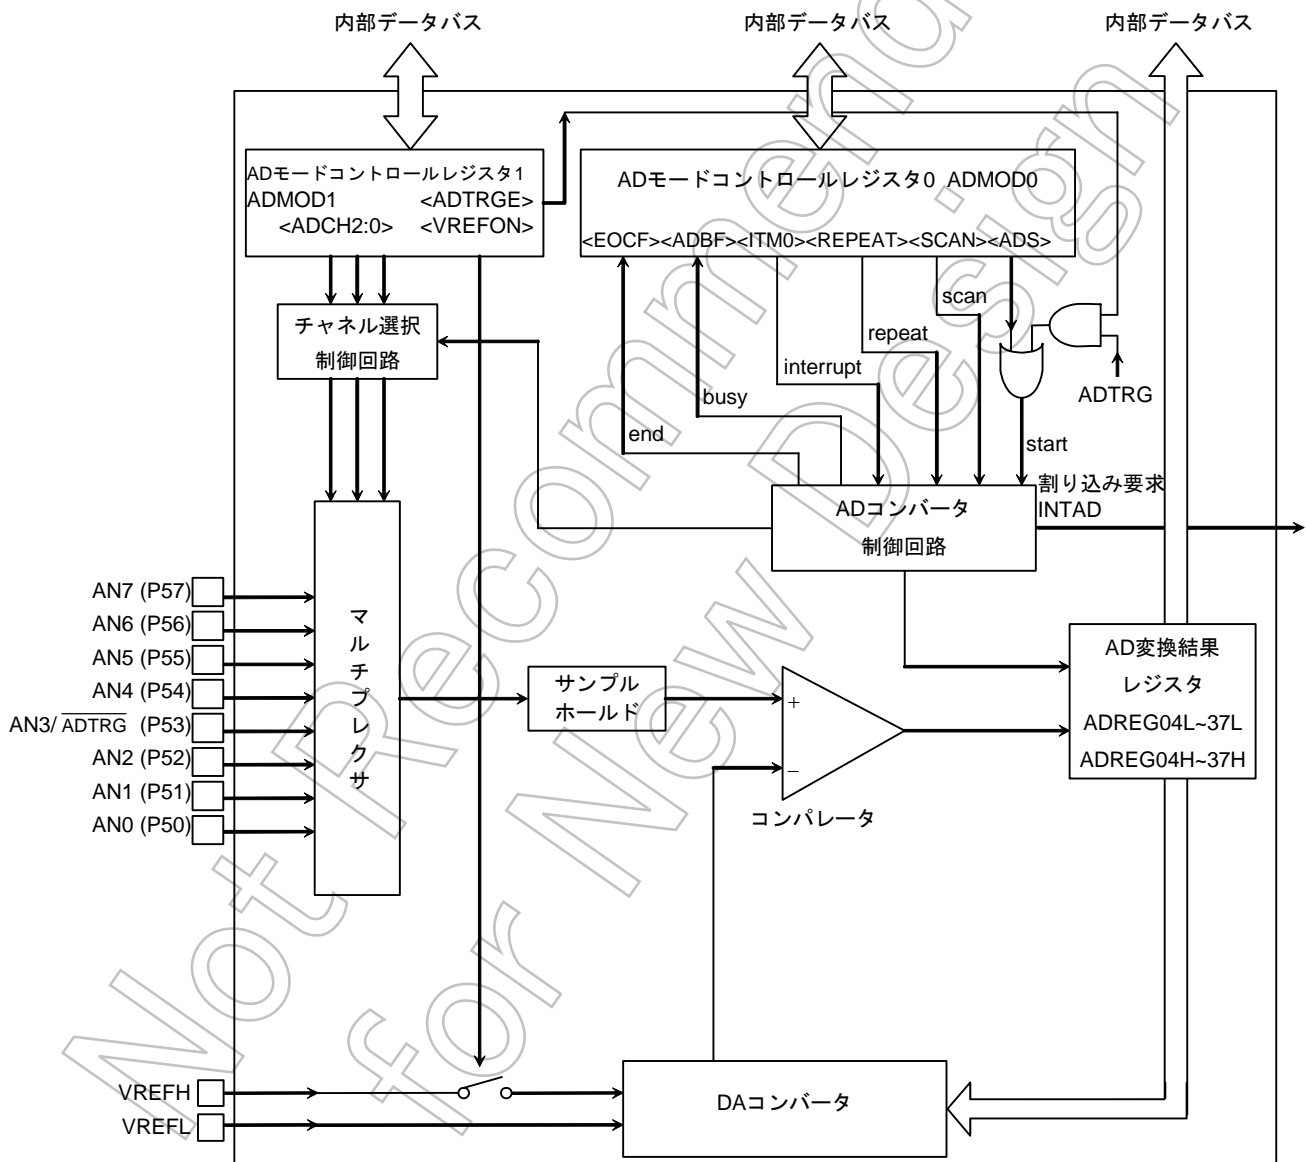 内部データバス
内部データバス
内部データバス
ADモードコントロールレジスタ1
ADMOD1 <ADTRGE>
<ADCH2:0> <VREFON>
ADモードコントロールレジスタ0 ADMOD0
<EOCF><ADBF><ITM0><REPEAT><SCAN><ADS>
チャネル選択
制御回路
scan
repeat
interrupt
busy
end
ADTRG
start
割り込み要求
INTAD
ADコンバータ
制御回路
AN7 (P57)
AN6 (P56)
AN5 (P55)
AN4 (P54)
AN3/ ADTRG (P53)
AN2 (P52)
AN1 (P51)
AN0 (P50)
マルチプレクサ
サンプル
ホールド
+
−
コンパレータ
AD変換結果
レジスタ
ADREG04L~37L
ADREG04H~37H
VREFH
VREFL
DAコンバータ
Not Recommend
for New Design